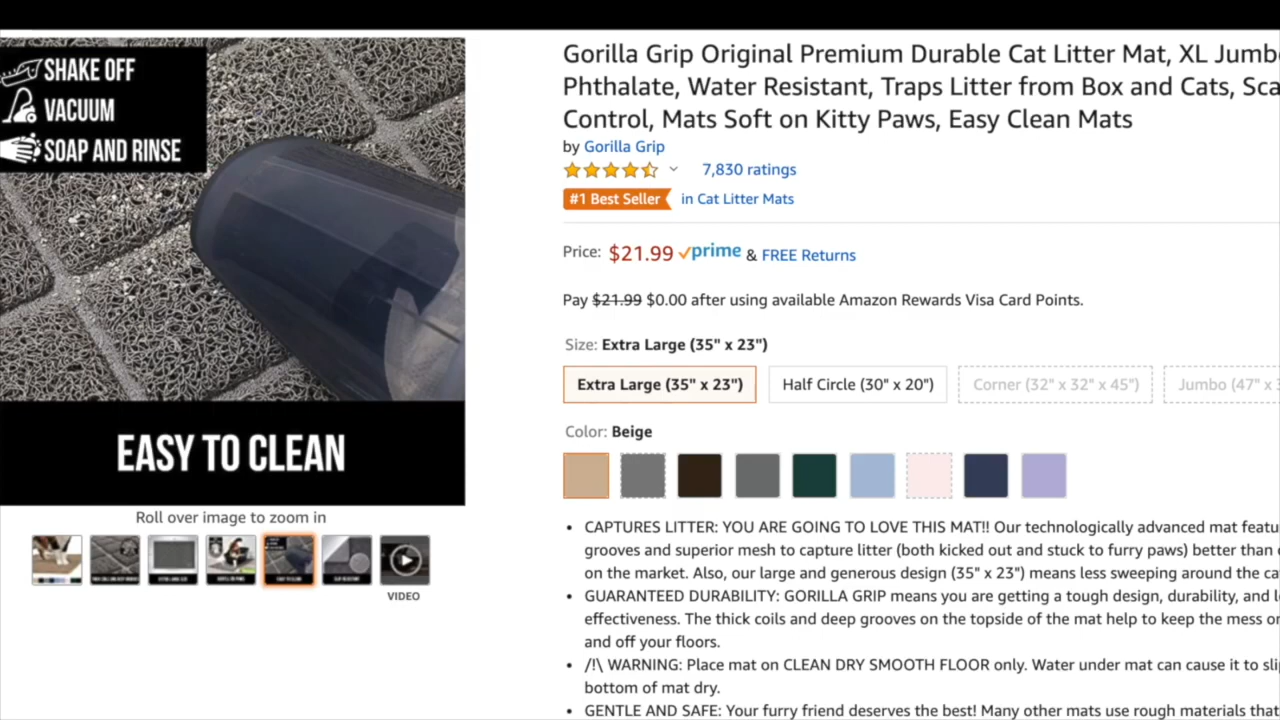 SHAKE OFF
VACUUM
SOAP AND RINSE
EASY TO CLEAN
Roll over image to zoom in
VIDEO
Gorilla Grip Original Premium Durable Cat Litter Mat, XL Jumb
Phthalate, Water Resistant, Traps Litter from Box and Cats, Sca
Control, Mats Soft on Kitty Paws, Easy Clean Mats
by Gorilla Grip
7,830 ratings
#1 Best Seller in Cat Litter Mats
Price: $21.99 prime & FREE Returns
Pay $21.99 $0.00 after using available Amazon Rewards Visa Card Points.
Size: Extra Large (35" x 23")
Extra Large (35" x 23") Half Circle (30" x 20") Corner (32" x 32" x 45") Jumbo (47" x
Color: Beige
• CAPTURES LITTER: YOU ARE GOING TO LOVE THIS MAT!! Our technologically advanced mat featu
grooves and superior mesh to capture litter (both kicked out and stuck to furry paws) better than
on the market. Also, our large and generous design (35" x 23") means less sweeping around the ca
• GUARANTEED DURABILITY: GORILLA GRIP means you are getting a tough design, durability, and l
effectiveness. The thick coils and deep grooves on the topside of the mat help to keep the mess o
and off your floors.
• /!\ WARNING: Place mat on CLEAN DRY SMOOTH FLOOR only. Water under mat can cause it to sli
bottom of mat dry.
• GENTLE AND SAFE: Your furry friend deserves the best! Many other mats use rough materials that